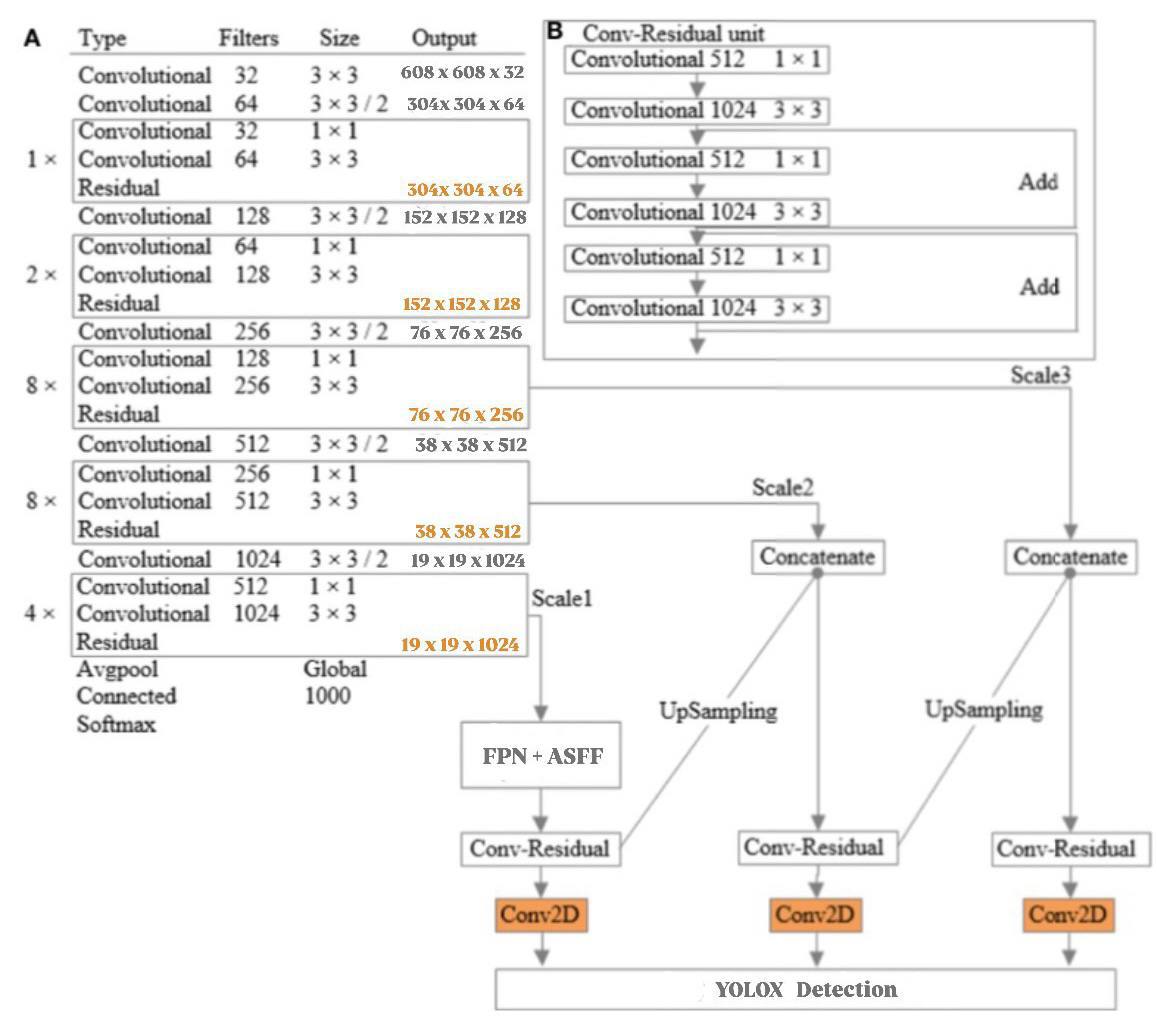 A
Type Filters Size Output
Convolutional 32 3 × 3 608 x 608 x 32
Convolutional 64 3 × 3 / 2 304x 304 x 64
Convolutional 32 1 × 1
1 × Convolutional 64 3 × 3
Residual 304x 304 x 64
Convolutional 128 3 × 3 / 2 152 x 152 x 128
Convolutional 64 1 × 1
2 × Convolutional 128 3 × 3
Residual 152 x 152 x 128
Convolutional 256 3 × 3 / 2 76 x 76 x 256
Convolutional 128 1 × 1
8 × Convolutional 256 3 × 3
Residual 76 x 76 x 256
Convolutional 512 3 × 3 / 2 38 x 38 x 512
Convolutional 256 1 × 1
8 × Convolutional 512 3 × 3
Residual 38 x 38 x 512
Convolutional 1024 3 × 3 / 2 19 x 19 x 1024
Convolutional 512 1 × 1
4 × Convolutional 1024 3 × 3
Residual 19 x 19 x 1024
Avgpool Global
Connected 1000
Softmax
B
Conv-Residual unit
Convolutional 512 1 × 1
Convolutional 1024 3 × 3
Convolutional 512 1 × 1
Add
Convolutional 1024 3 × 3
Convolutional 512 1 × 1
Add
Convolutional 1024 3 × 3
Scale3
Scale2
Concatenate Concatenate
Scale1
UpSampling UpSampling
FPN + ASFF
Conv-Residual Conv-Residual Conv-Residual
Conv2D Conv2D Conv2D
YOLOX Detection